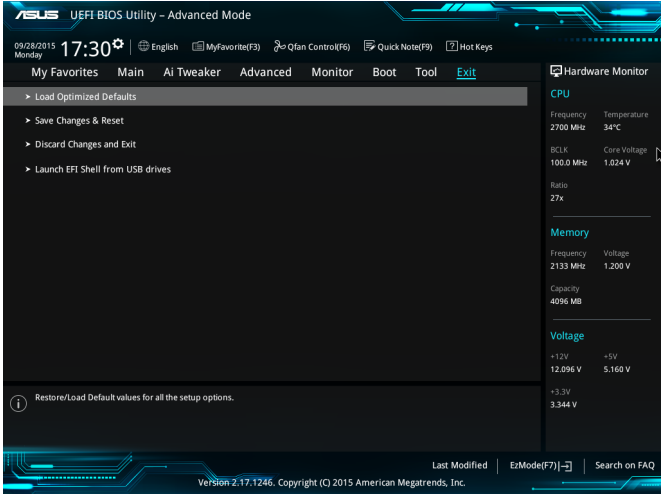 ASUS UEFI BIOS Utility – Advanced Mode
09/28/2015
Monday
17:30
English MyFavorite(F3) Qfan Control(F6) Quick Note(F9) ? Hot Keys
My Favorites Main Ai Tweaker Advanced Monitor Boot Tool Exit
Load Optimized Defaults
Save Changes & Reset
Discard Changes and Exit
Launch EFI Shell from USB drives
Restore/Load Default values for all the setup options.
Hardware Monitor
CPU
Frequency Temperature
2700 MHz 34°C
BCLK Core Voltage
100.0 MHz 1.024 V
Ratio
27x
Memory
Frequency Voltage
2133 MHz 1.200 V
Capacity
4096 MB
Voltage
+12V +5V
12.096 V 5.160 V
+3.3V
3.344 V
Last Modified EzMode(F7) Search on FAQ
Version 2.17.1246. Copyright (C) 2015 American Megatrends, Inc.